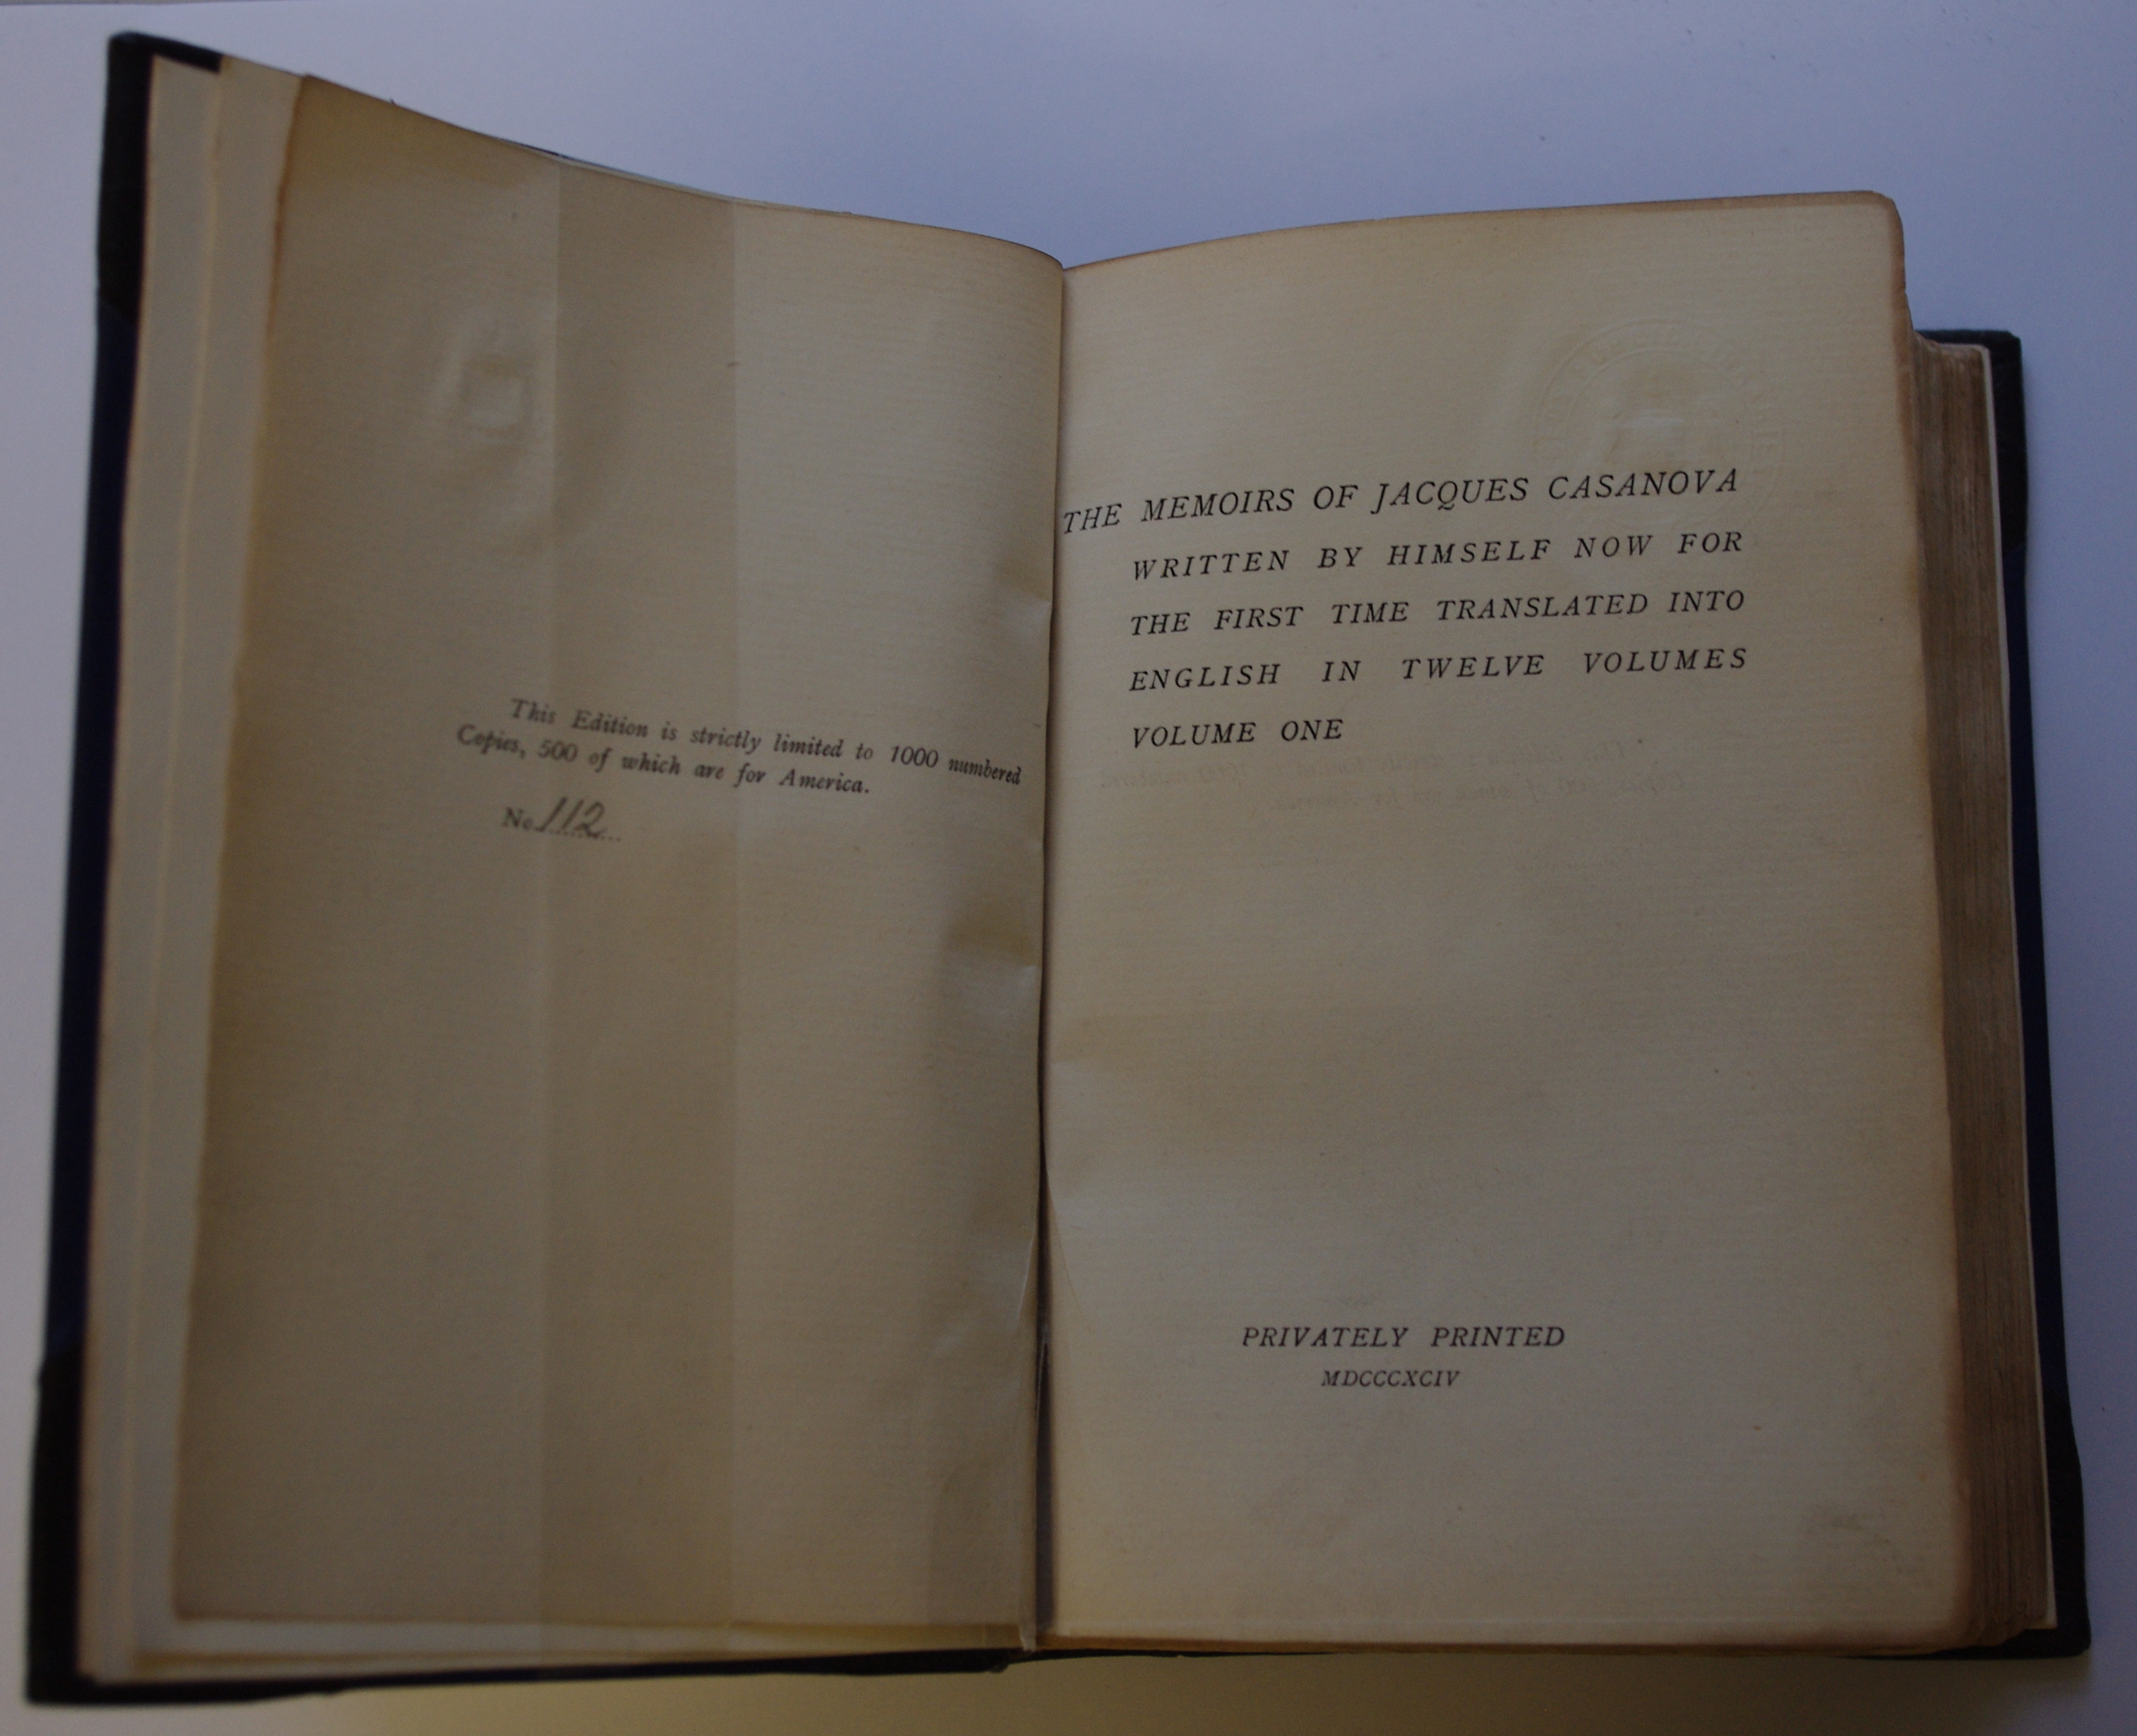 This Edition is strictly limited to 1000 numbered
Copies, 500 of which are for America.
No. 112
THE MEMOIRS OF JACQUES CASANOVA
WRITTEN BY HIMSELF NOW FOR
THE FIRST TIME TRANSLATED INTO
ENGLISH IN TWELVE VOLUMES
VOLUME ONE
PRIVATELY PRINTED
MDCCCXCIV